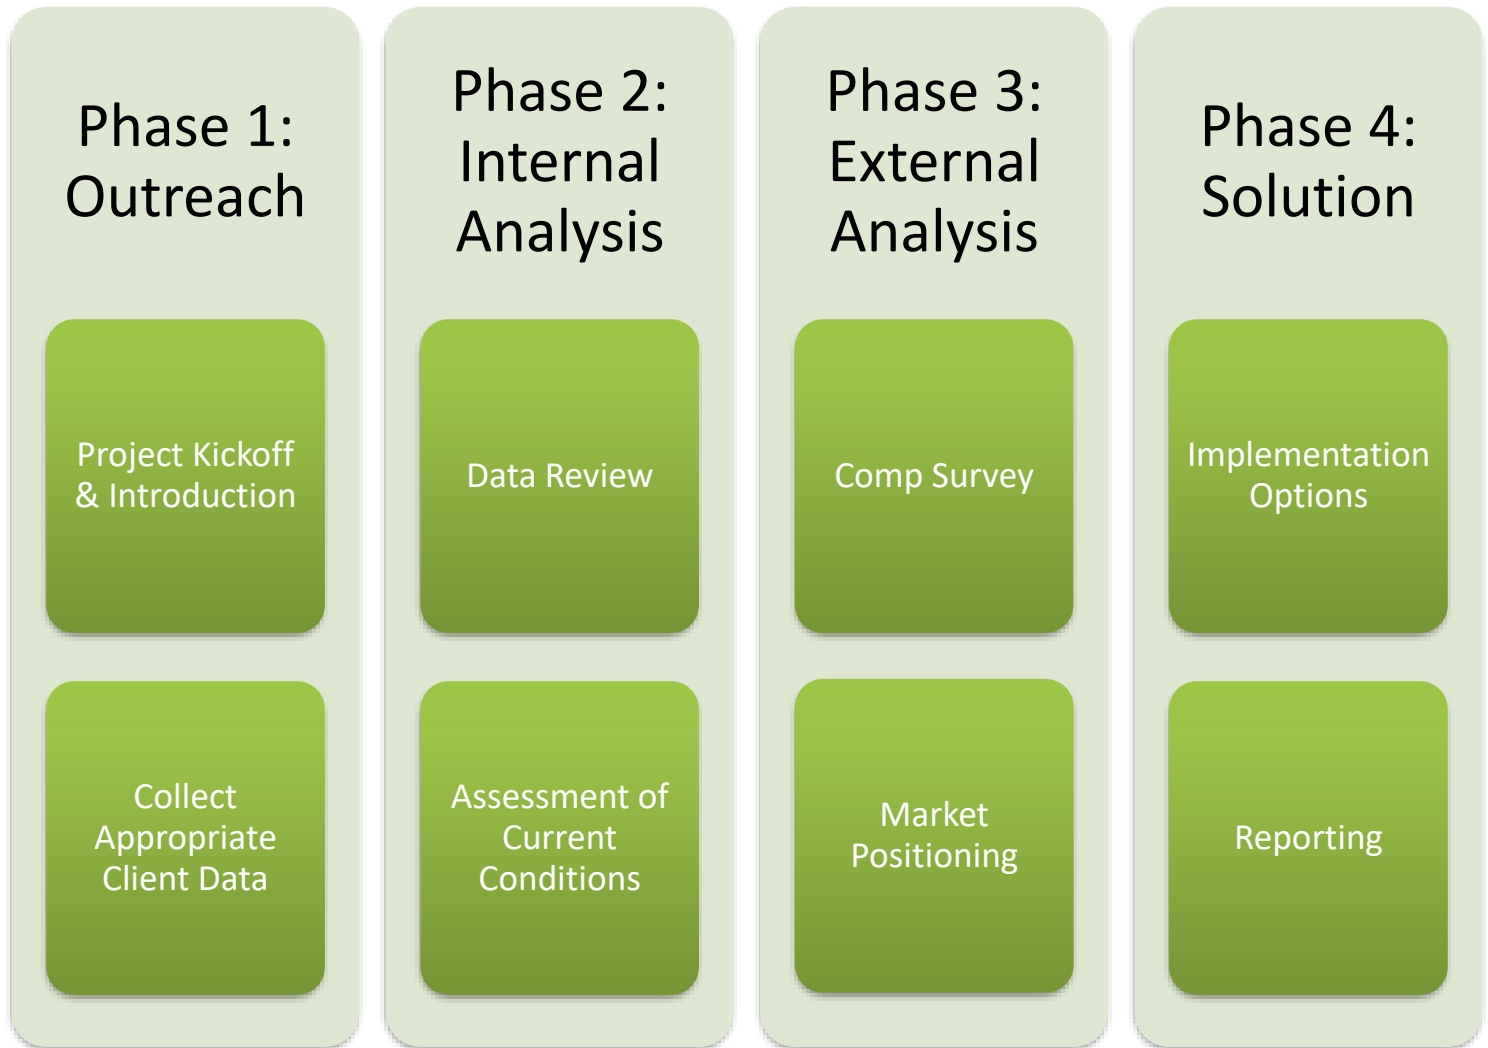 Phase 1:
Outreach
Project Kickoff
& Introduction
Collect
Appropriate
Client Data
Phase 2:
Internal
Analysis
Data Review
Assessment of
Current
Conditions
Phase 3:
External
Analysis
Comp Survey
Market
Positioning
Phase 4:
Solution
Implementation
Options
Reporting